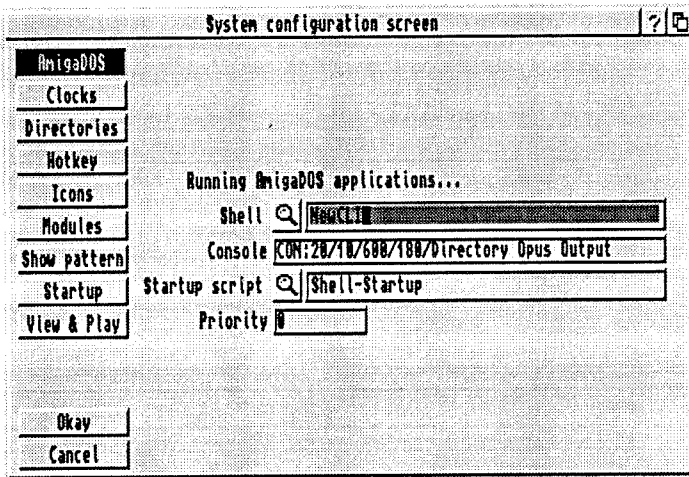 System configuration screen
?
AmigaDOS
Clocks
Directories
Hotkey
Icons
Modules
Show pattern
Startup
View & Play
Okay
Cancel
Running AmigaDOS applications...
Shell NewCLI
Console CON:20/10/600/180/Directory Opus Output
Startup script Shell-Startup
Priority 0